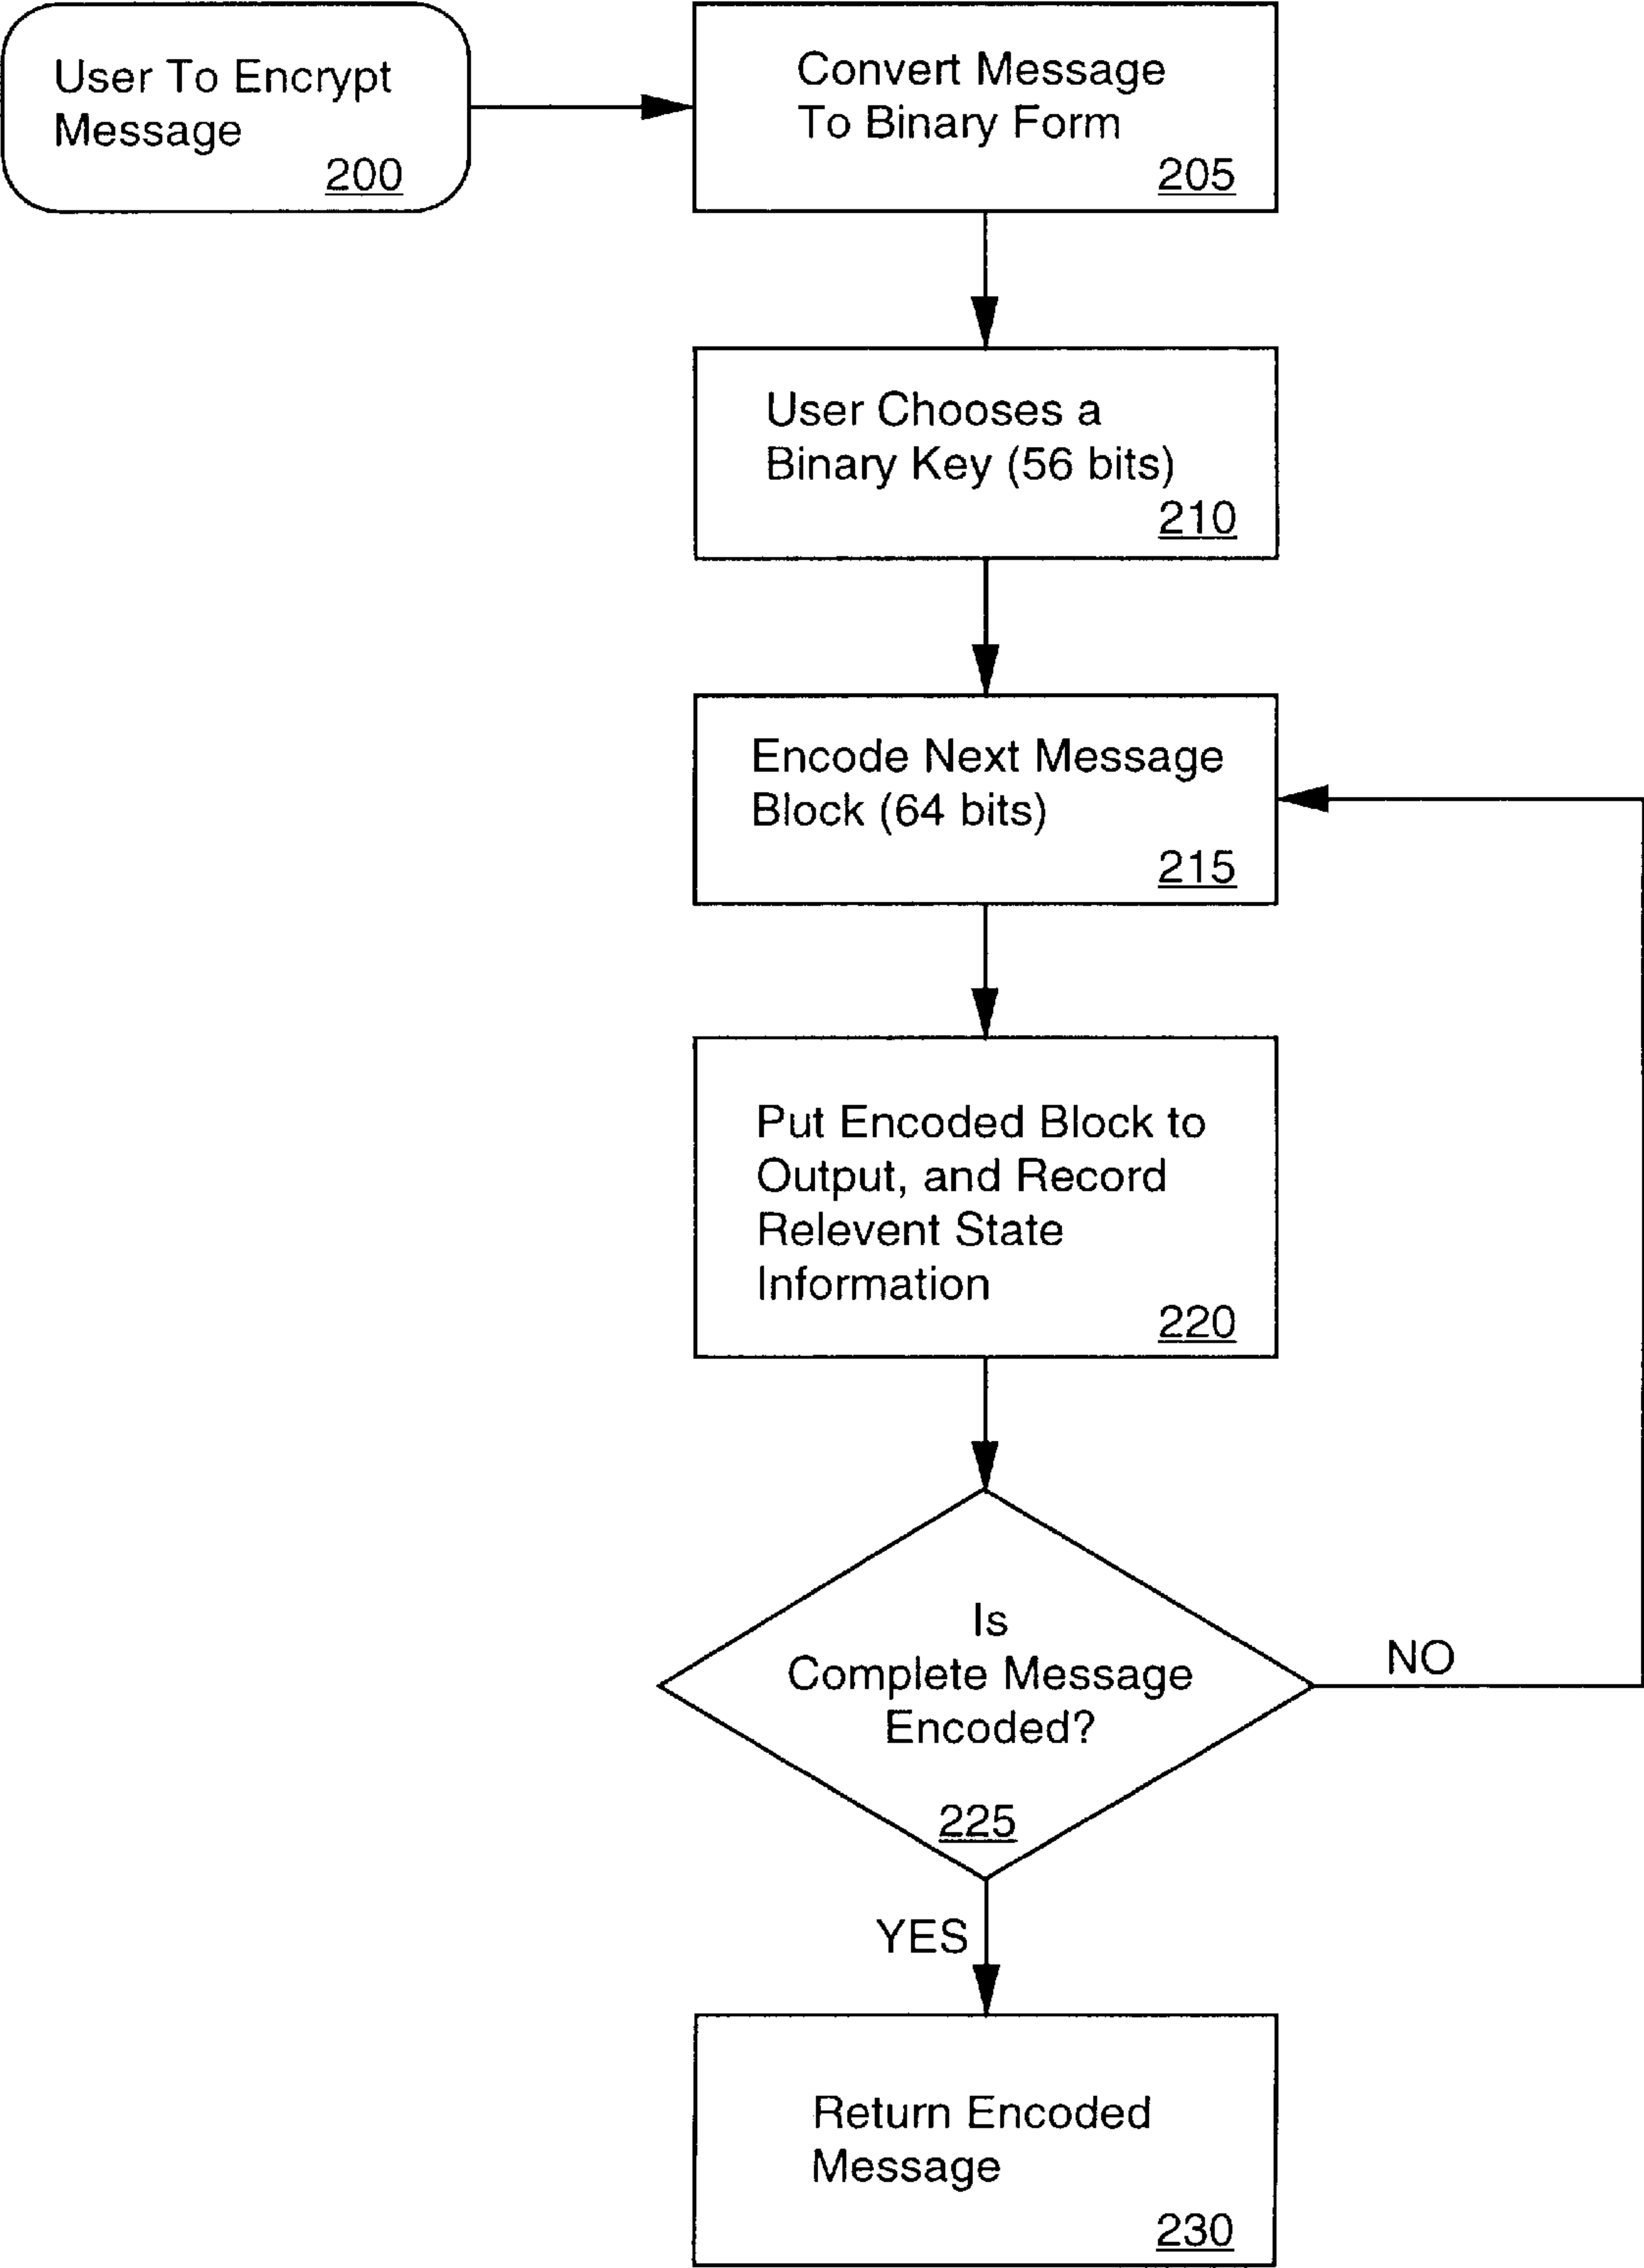 User To Encrypt
Message
200
Convert Message
To Binary Form
205
User Chooses a
Binary Key (56 bits)
210
Encode Next Message
Block (64 bits)
215
Put Encoded Block to
Output, and Record
Relevent State
Information
220
Is
Complete Message
Encoded?
225
NO
YES
Return Encoded
Message
230